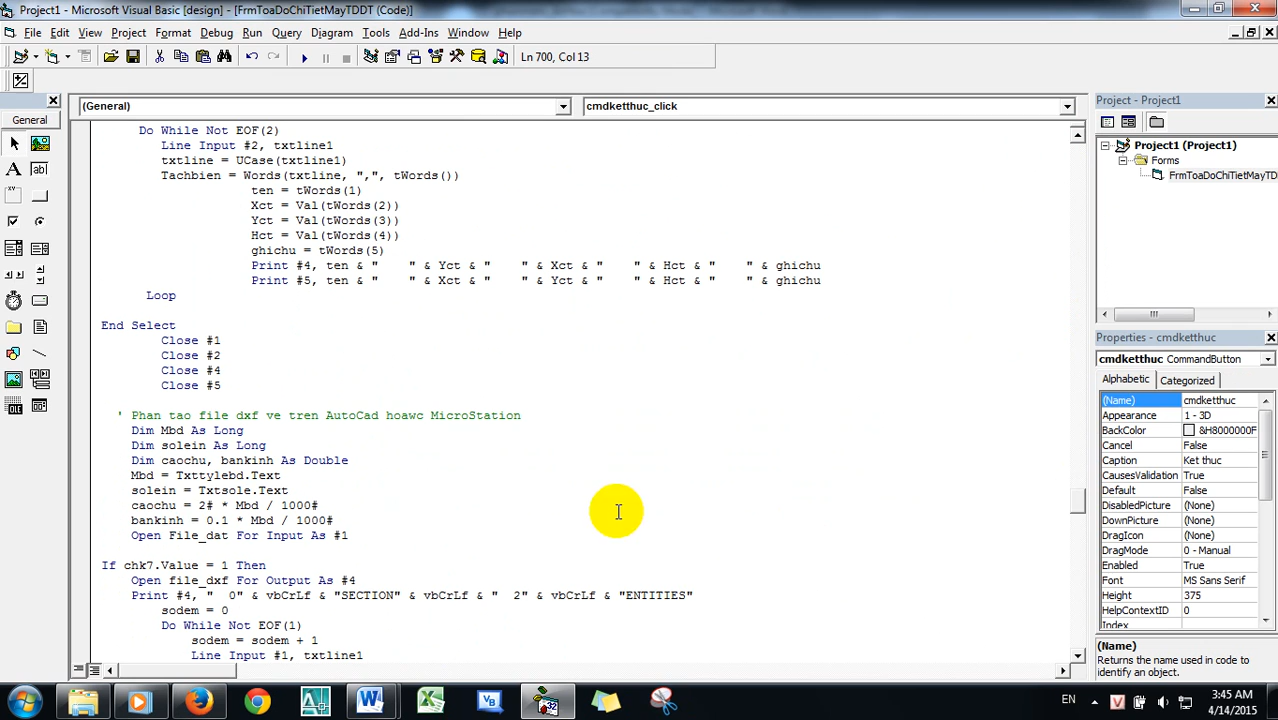 Project1 - Microsoft Visual Basic [design] - [FrmToaDoChiTietMayTDDT (Code)]
File Edit View Project Format Debug Run Query Diagram Tools Add-Ins Window Help
Ln 700, Col 13
General
(General)
cmdketthuc_click
Do While Not EOF(2)
Line Input #2, txtline1
txtline = UCase(txtline1)
Tachbien = Words(txtline, ",", tWords())
ten = tWords(1)
Xct = Val(tWords(2))
Yct = Val(tWords(3))
Hct = Val(tWords(4))
ghichu = tWords(5)
Print #4, ten & "    " & Yct & "    " & Xct & "    " & Hct & "    " & ghichu
Print #5, ten & "    " & Xct & "    " & Yct & "    " & Hct & "    " & ghichu
Loop
End Select
Close #1
Close #2
Close #4
Close #5
' Phan tao file dxf ve tren AutoCad hoawc MicroStation
Dim Mbd As Long
Dim solein As Long
Dim caochu, bankinh As Double
Mbd = Txttylebd.Text
solein = Txtsole.Text
caochu = 2# * Mbd / 1000#
bankinh = 0.1 * Mbd / 1000#
Open File_dat For Input As #1
If chk7.Value = 1 Then
Open file_dxf For Output As #4
Print #4, "  0" & vbCrLf & "SECTION" & vbCrLf & "  2" & vbCrLf & "ENTITIES"
sodem = 0
Do While Not EOF(1)
sodem = sodem + 1
Line Input #1, txtline1
Project - Project1
Project1 (Project1)
Forms
FrmToaDoChiTietMayTD
Properties - cmdketthuc
cmdketthuc CommandButton
Alphabetic Categorized
(Name) cmdketthuc
Appearance 1 - 3D
BackColor &H8000000F
Cancel False
Caption Ket thuc
CausesValidation True
Default False
DisabledPicture (None)
DownPicture (None)
DragIcon (None)
DragMode 0 - Manual
Enabled True
Font MS Sans Serif
Height 375
HelpContextID 0
Index
(Name)
Returns the name used in code to
identify an object.
EN
3:45 AM
4/14/2015